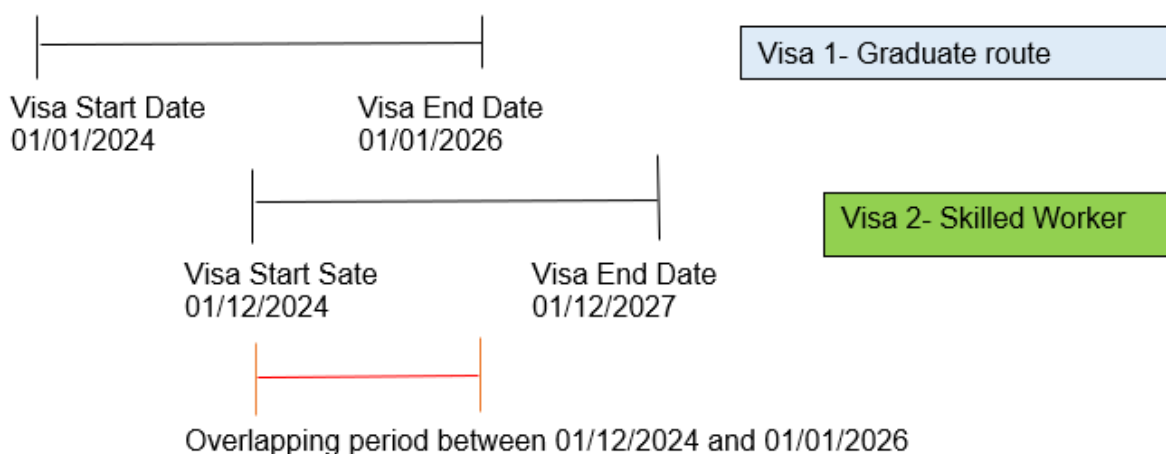 Visa 1- Graduate route
Visa Start Date
01/01/2024
Visa End Date
01/01/2026
Visa 2- Skilled Worker
Visa Start Sate
01/12/2024
Visa End Date
01/12/2027
Overlapping period between 01/12/2024 and 01/01/2026